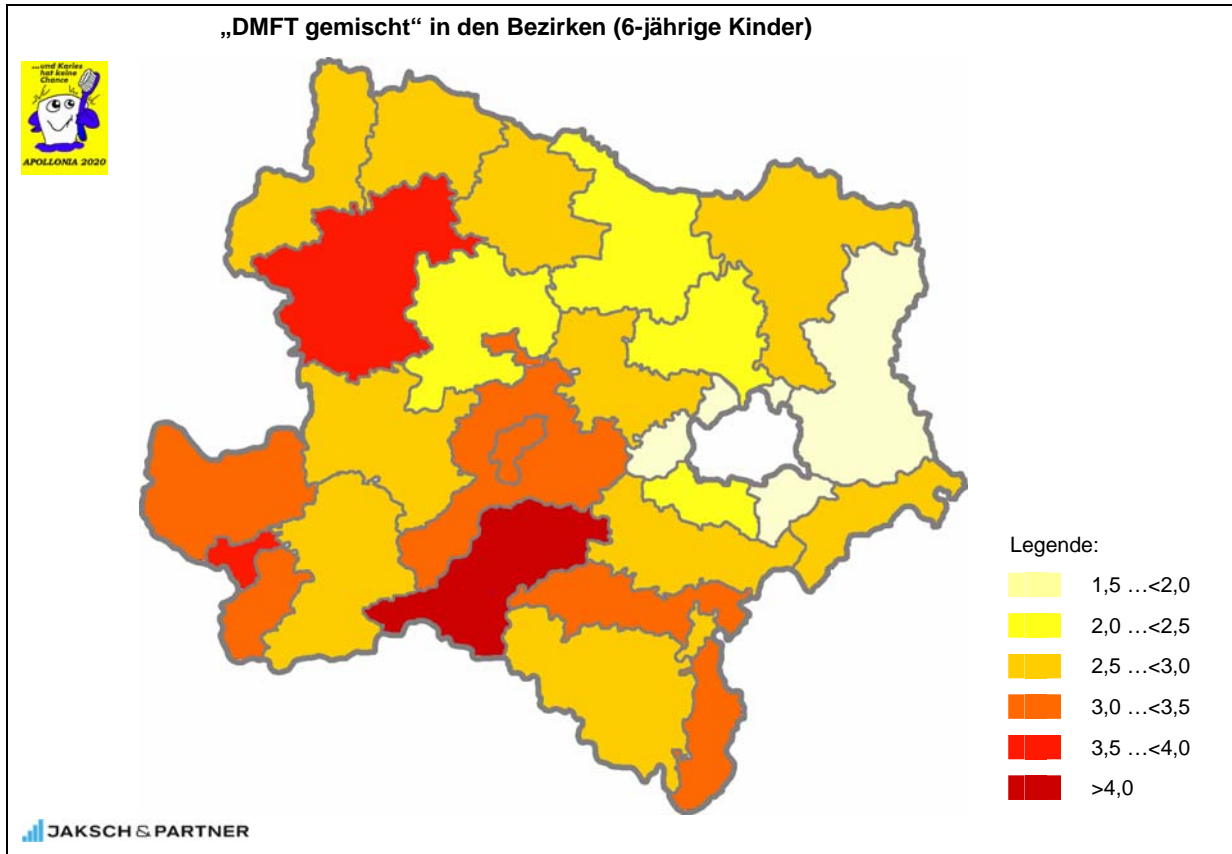 „DMFT gemischt“ in den Bezirken (6-jährige Kinder)
...und Karies
hat keine
Chance
APOLLONIA 2020
Legende:
1,5 …<2,0
2,0 …<2,5
2,5 …<3,0
3,0 …<3,5
3,5 …<4,0
>4,0
JAKSCH & PARTNER